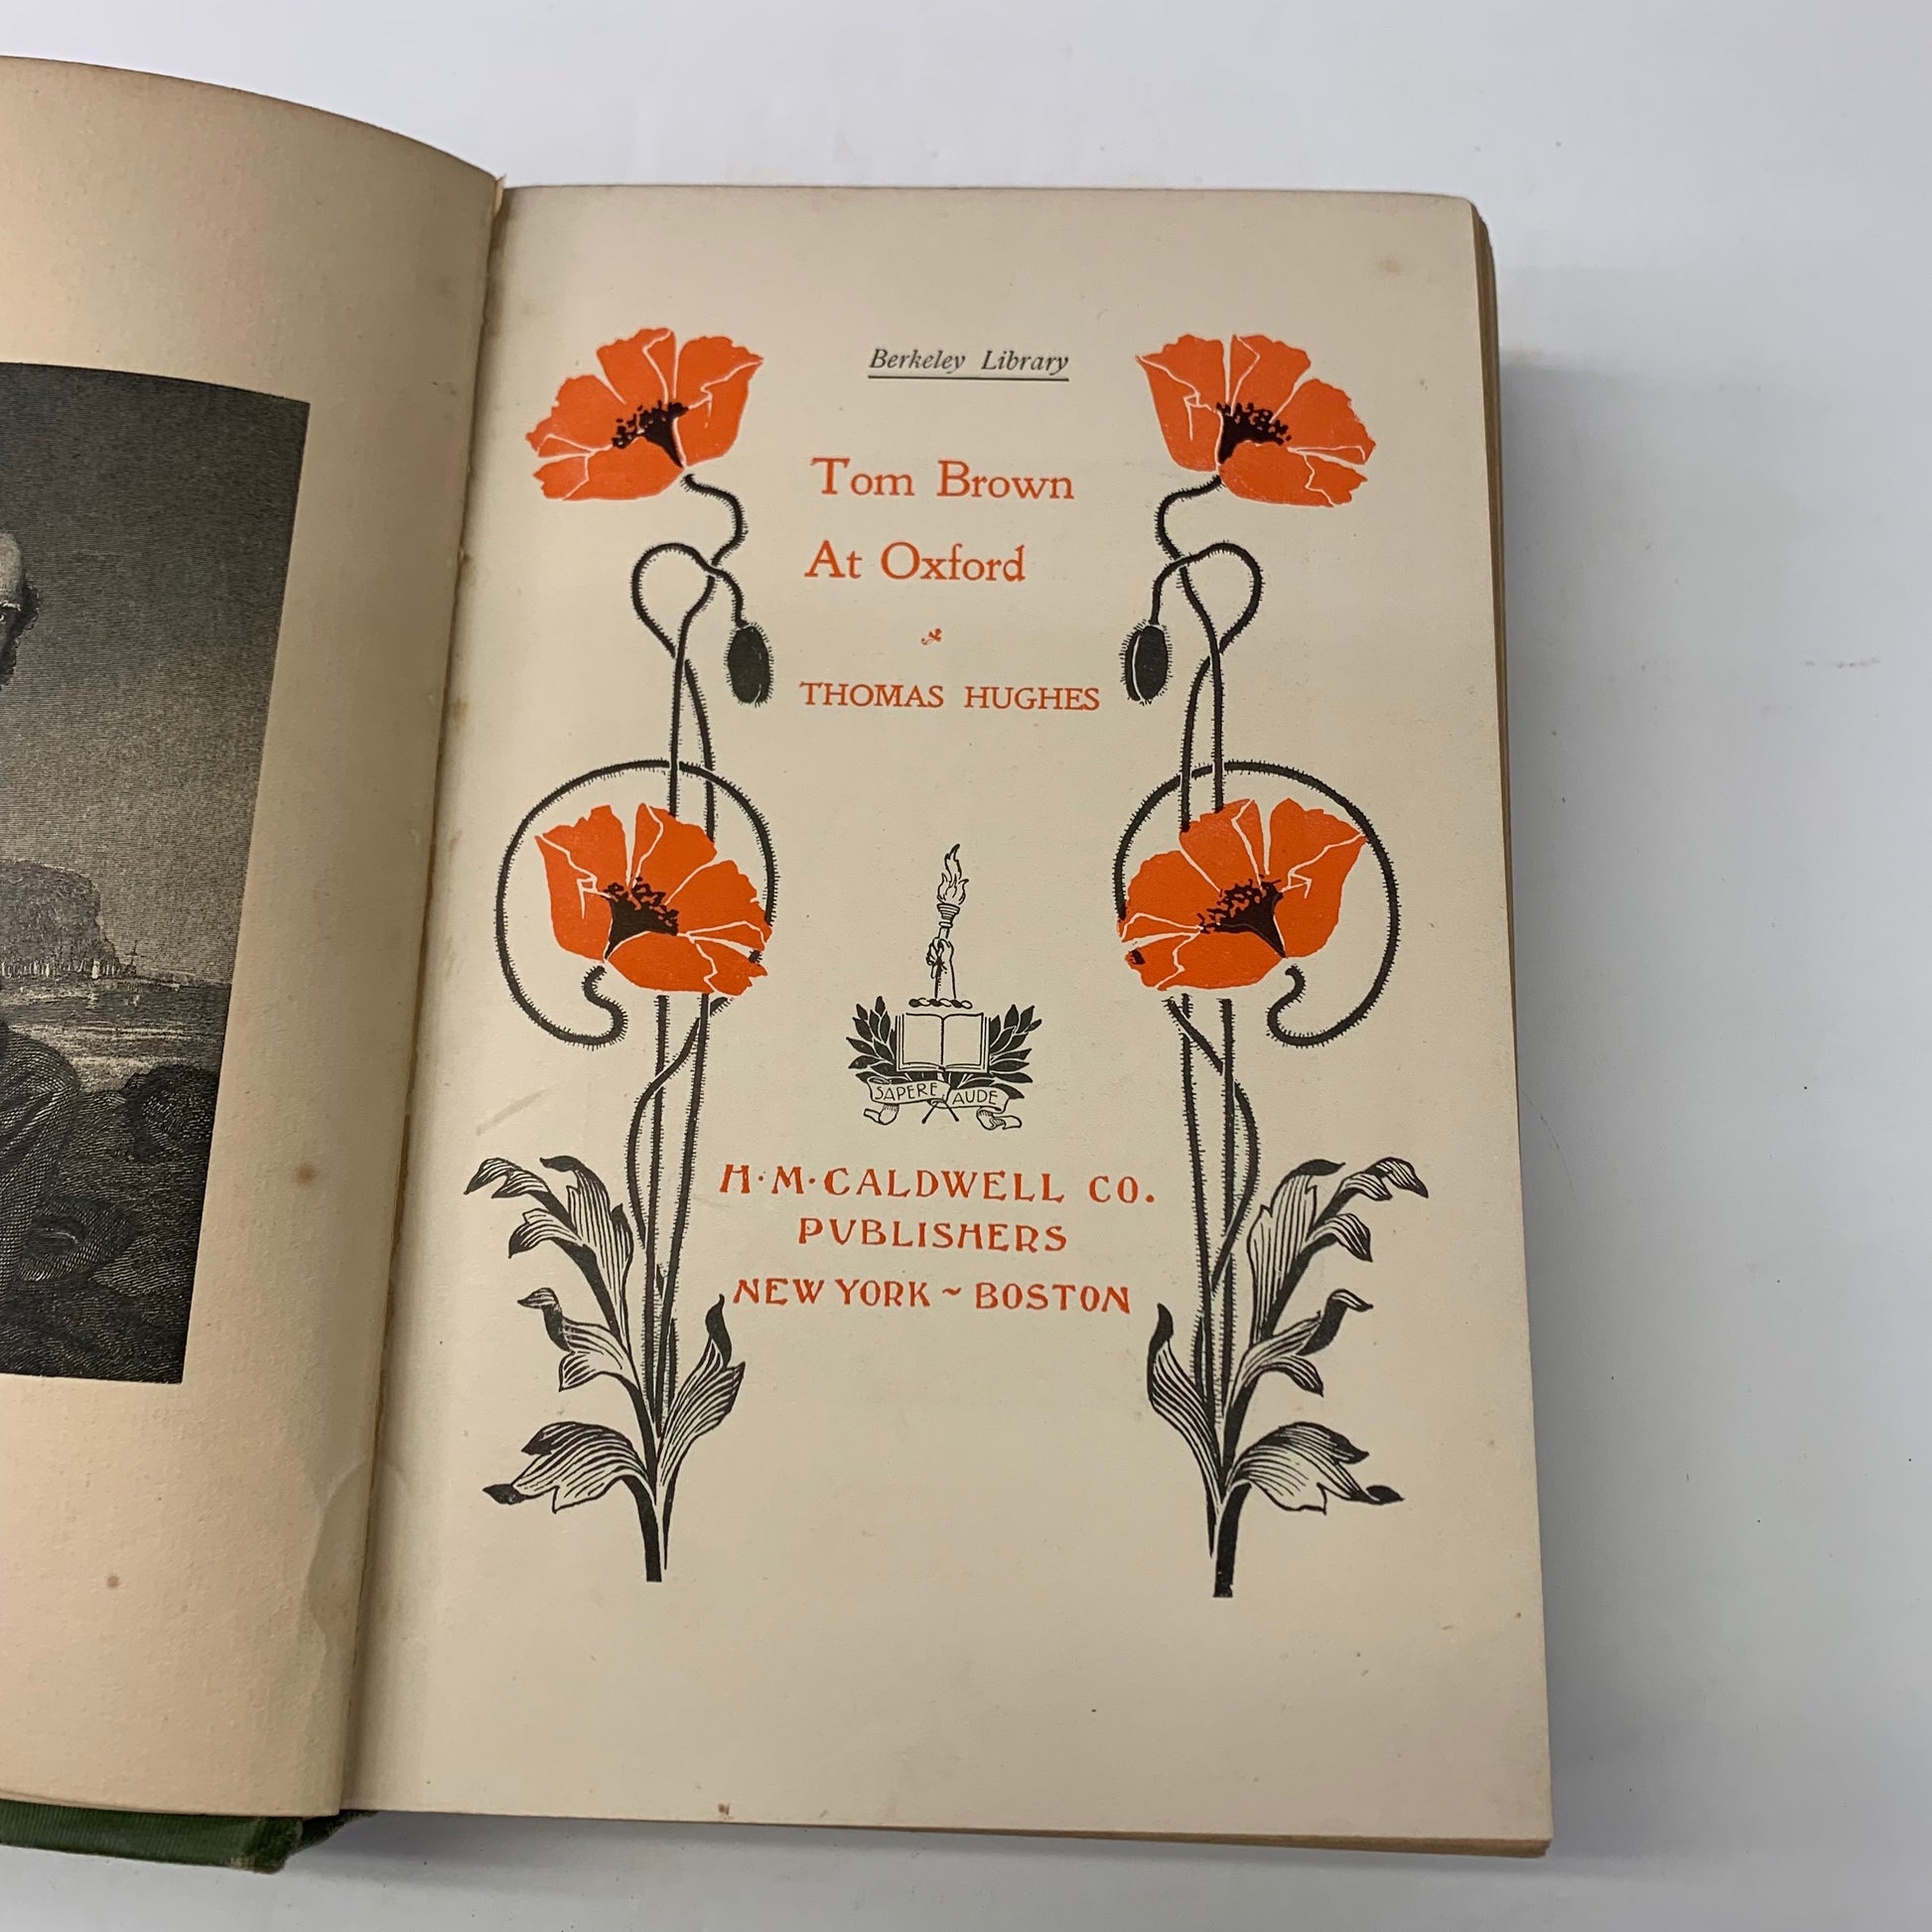 Berkeley Library
Tom Brown
At Oxford
THOMAS HUGHES
SAPERE AUDE
H·M·CALDWELL CO.
PUBLISHERS
NEW YORK ~ BOSTON